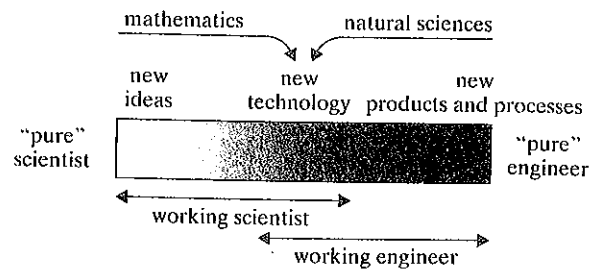 mathematics
natural sciences
new
ideas
new
technology
new
products and processes
“pure”
scientist
“pure”
engineer
working scientist
working engineer